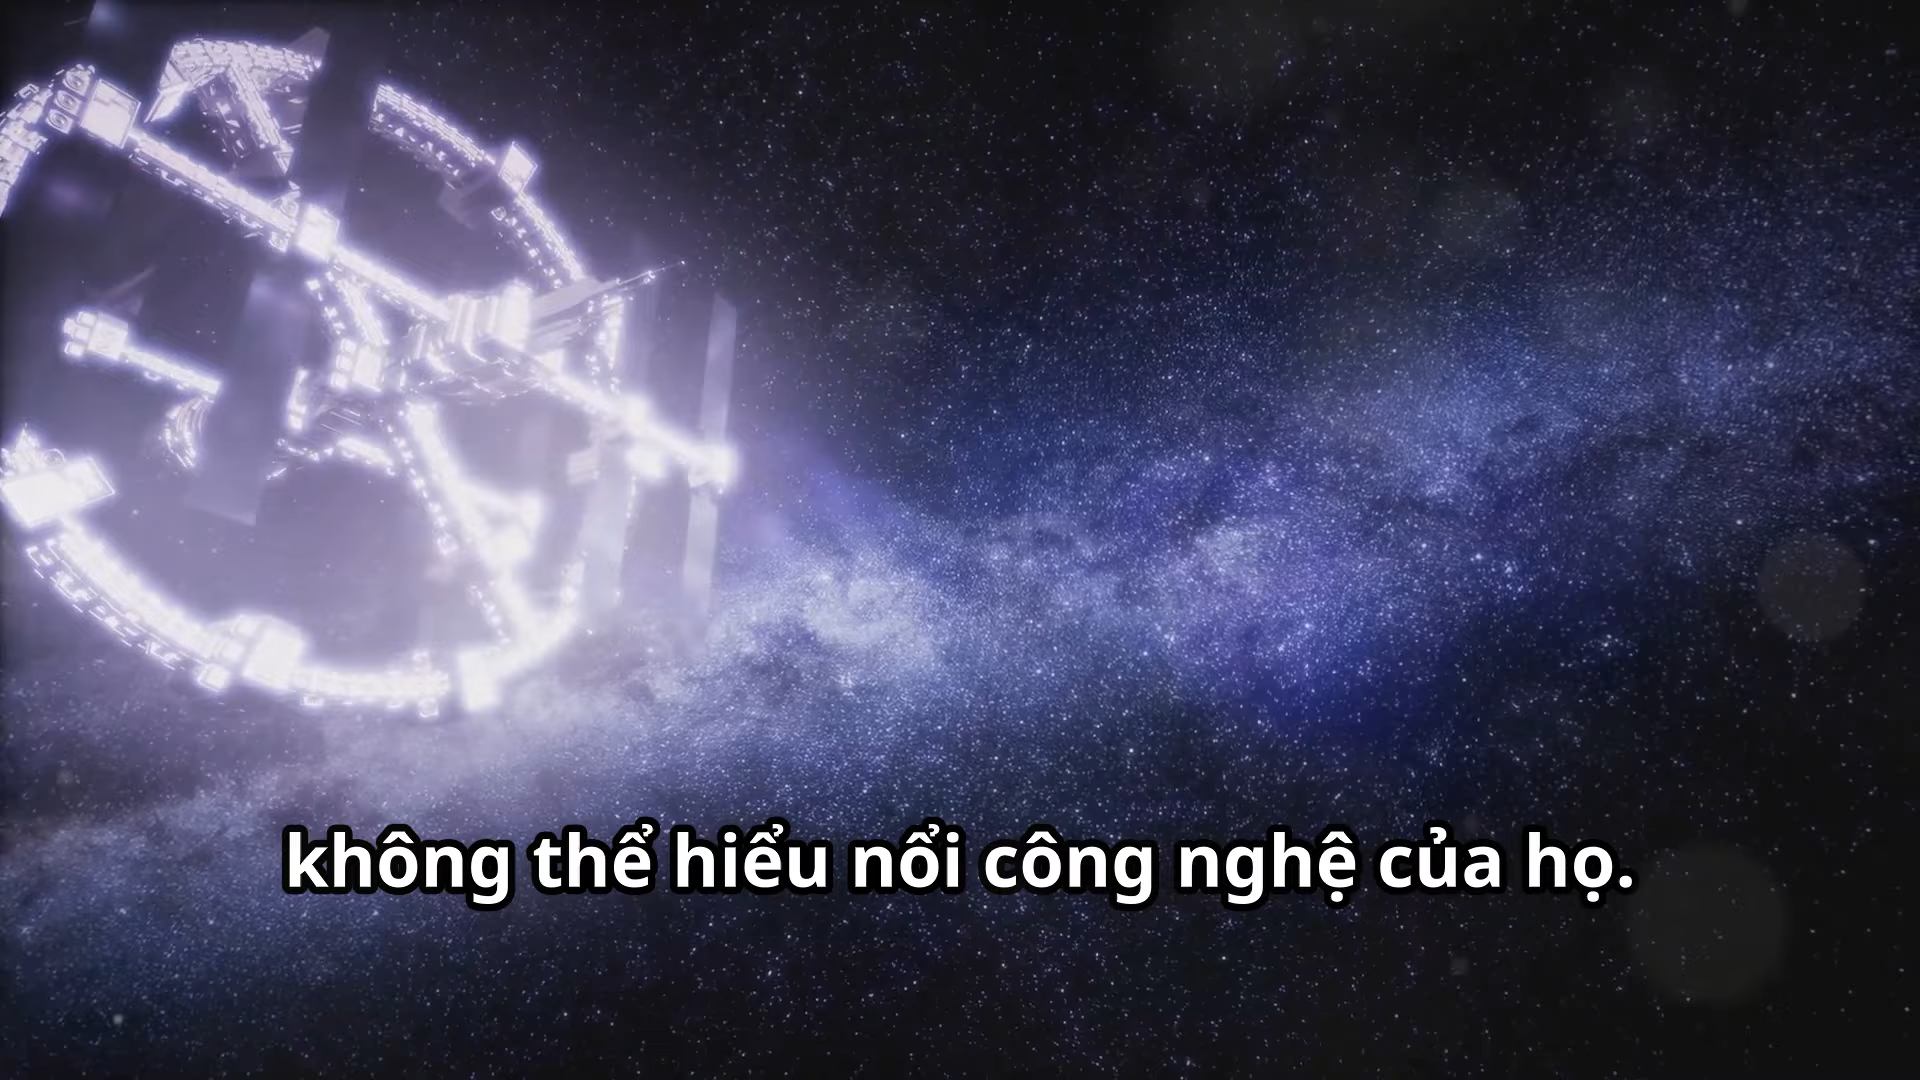 không thể hiểu nổi công nghệ của họ.